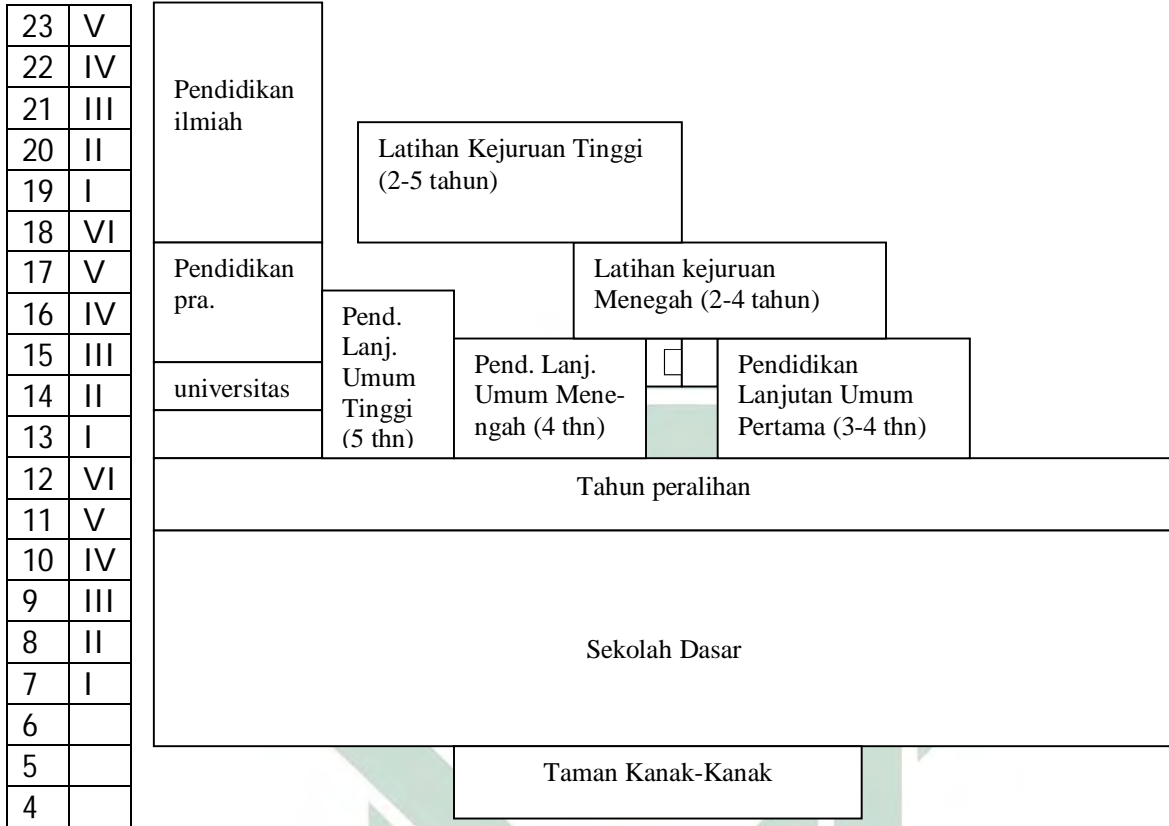 23 V
22 IV
21 III
20 II
19 I
18 VI
17 V
16 IV
15 III
14 II
13 I
12 VI
11 V
10 IV
9 III
8 II
7 I
6
5
4
Pendidikan
ilmiah
Latihan Kejuruan Tinggi
(2-5 tahun)
Pendidikan
pra.
universitas
Latihan kejuruan
Menegah (2-4 tahun)
Pend.
Lanj.
Umum
Tinggi
(5 thn)
Pend. Lanj.
Umum Mene-
ngah (4 thn)
Pendidikan
Lanjutan Umum
Pertama (3-4 thn)
Tahun peralihan
Sekolah Dasar
Taman Kanak-Kanak